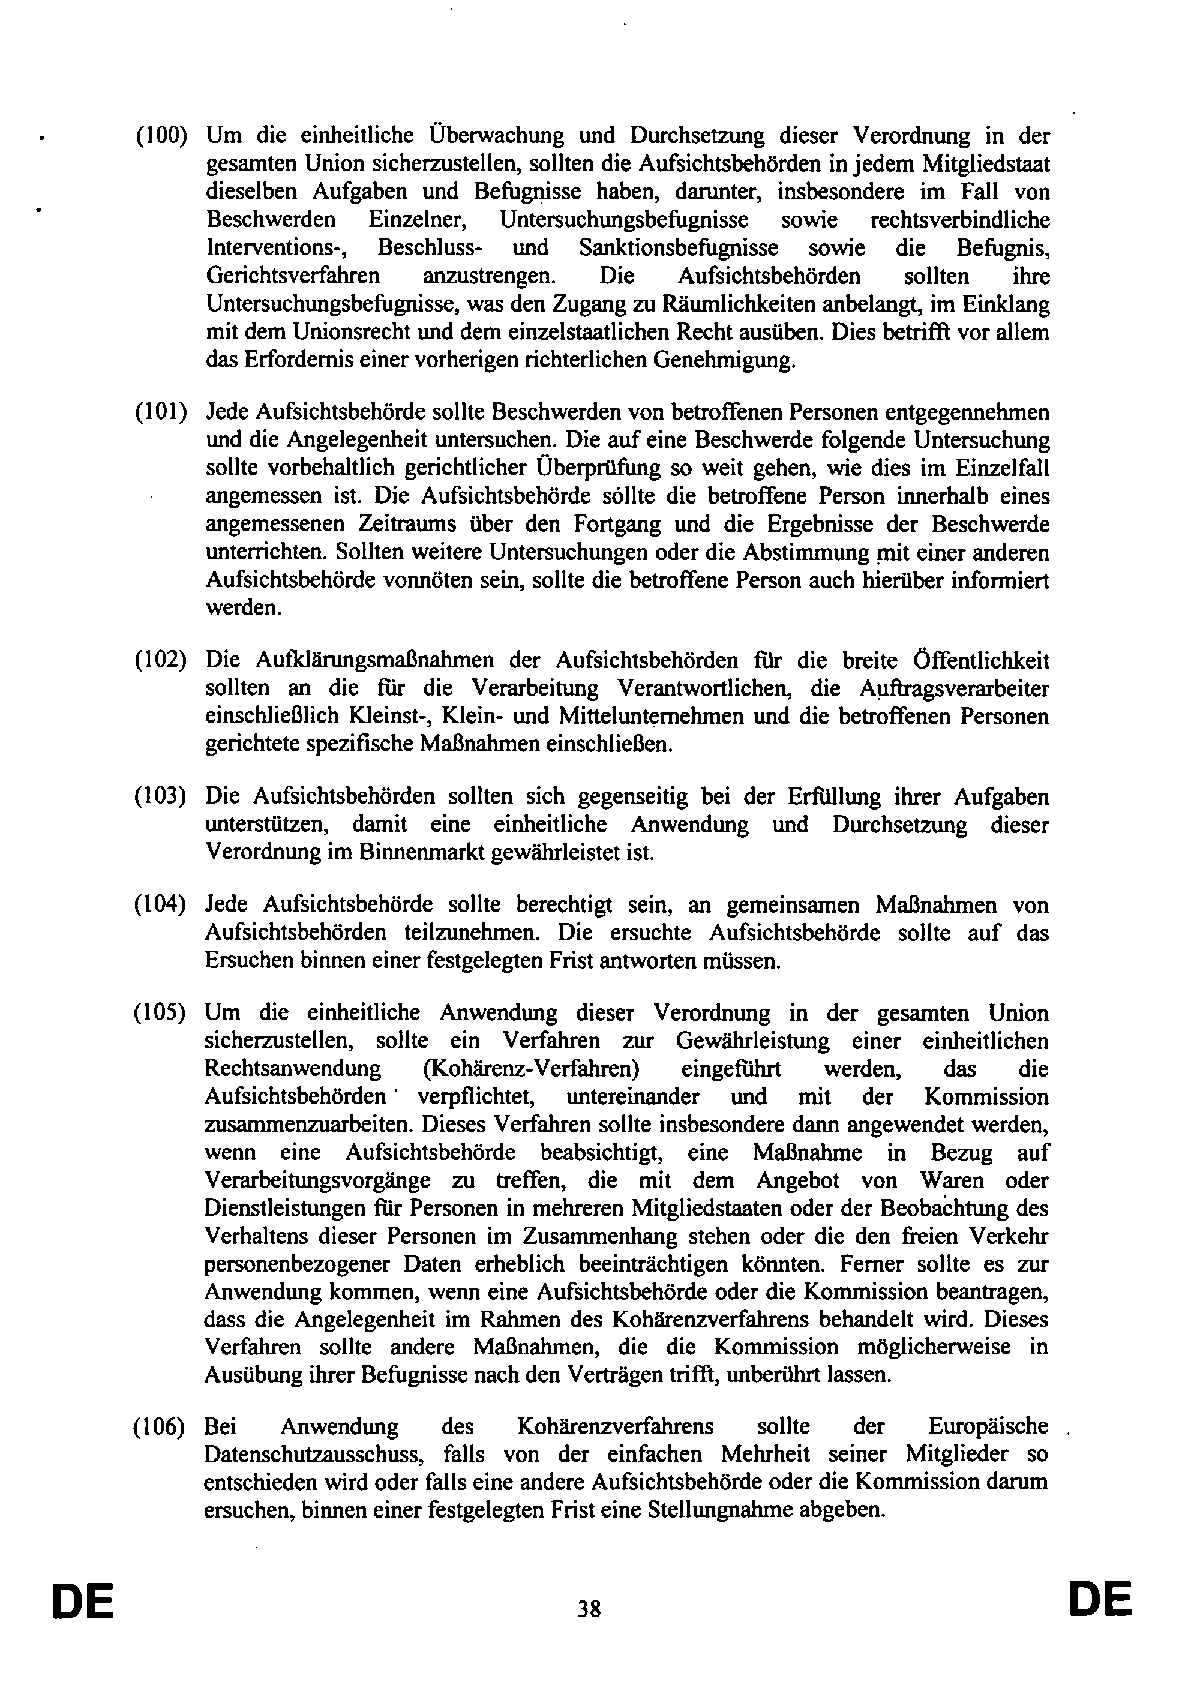 (100) Um die einheitliche Überwachung und Durchsetzung dieser Verordnung in der
gesamten Union sicherzustellen, sollten die Aufsichtsbehörden in jedem Mitgliedstaat
dieselben Aufgaben und Befugnisse haben, darunter, insbesondere im Fall von
Beschwerden Einzelner, Untersuchungsbefugnisse sowie rechtsverbindliche
Interventions-, Beschluss- und Sanktionsbefugnisse sowie die Befugnis,
Gerichtsverfahren anzustrengen. Die Aufsichtsbehörden sollten ihre
Untersuchungsbefugnisse, was den Zugang zu Räumlichkeiten anbelangt, im Einklang
mit dem Unionsrecht und dem einzelstaatlichen Recht ausüben. Dies betrifft vor allem
das Erfordernis einer vorherigen richterlichen Genehmigung.
(101) Jede Aufsichtsbehörde sollte Beschwerden von betroffenen Personen entgegennehmen
und die Angelegenheit untersuchen. Die auf eine Beschwerde folgende Untersuchung
sollte vorbehaltlich gerichtlicher Überprüfung so weit gehen, wie dies im Einzelfall
angemessen ist. Die Aufsichtsbehörde sollte die betroffene Person innerhalb eines
angemessenen Zeitraums über den Fortgang und die Ergebnisse der Beschwerde
unterrichten. Sollten weitere Untersuchungen oder die Abstimmung mit einer anderen
Aufsichtsbehörde vonnöten sein, sollte die betroffene Person auch hierüber informiert
werden.
(102) Die Aufklärungsmaßnahmen der Aufsichtsbehörden für die breite Öffentlichkeit
sollten an die für die Verarbeitung Verantwortlichen, die Auftragsverarbeiter
einschließlich Kleinst-, Klein- und Mittelunternehmen und die betroffenen Personen
gerichtete spezifische Maßnahmen einschließen.
(103) Die Aufsichtsbehörden sollten sich gegenseitig bei der Erfüllung ihrer Aufgaben
unterstützen, damit eine einheitliche Anwendung und Durchsetzung dieser
Verordnung im Binnenmarkt gewährleistet ist.
(104) Jede Aufsichtsbehörde sollte berechtigt sein, an gemeinsamen Maßnahmen von
Aufsichtsbehörden teilzunehmen. Die ersuchte Aufsichtsbehörde sollte auf das
Ersuchen binnen einer festgelegten Frist antworten müssen.
(105) Um die einheitliche Anwendung dieser Verordnung in der gesamten Union
sicherzustellen, sollte ein Verfahren zur Gewährleistung einer einheitlichen
Rechtsanwendung (Kohärenz-Verfahren) eingeführt werden, das die
Aufsichtsbehörden verpflichtet, untereinander und mit der Kommission
zusammenzuarbeiten. Dieses Verfahren sollte insbesondere dann angewendet werden,
wenn eine Aufsichtsbehörde beabsichtigt, eine Maßnahme in Bezug auf
Verarbeitungsvorgänge zu treffen, die mit dem Angebot von Waren oder
Dienstleistungen für Personen in mehreren Mitgliedstaaten oder der Beobachtung des
Verhaltens dieser Personen im Zusammenhang stehen oder die den freien Verkehr
personenbezogener Daten erheblich beeinträchtigen könnten. Ferner sollte es zur
Anwendung kommen, wenn eine Aufsichtsbehörde oder die Kommission beantragen,
dass die Angelegenheit im Rahmen des Kohärenzverfahrens behandelt wird. Dieses
Verfahren sollte andere Maßnahmen, die die Kommission möglicherweise in
Ausübung ihrer Befugnisse nach den Verträgen trifft, unberührt lassen.
(106) Bei Anwendung des Kohärenzverfahrens sollte der Europäische
Datenschutzausschuss, falls von der einfachen Mehrheit seiner Mitglieder so
entschieden wird oder falls eine andere Aufsichtsbehörde oder die Kommission darum
ersuchen, binnen einer festgelegten Frist eine Stellungnahme abgeben.
DE 38 DE